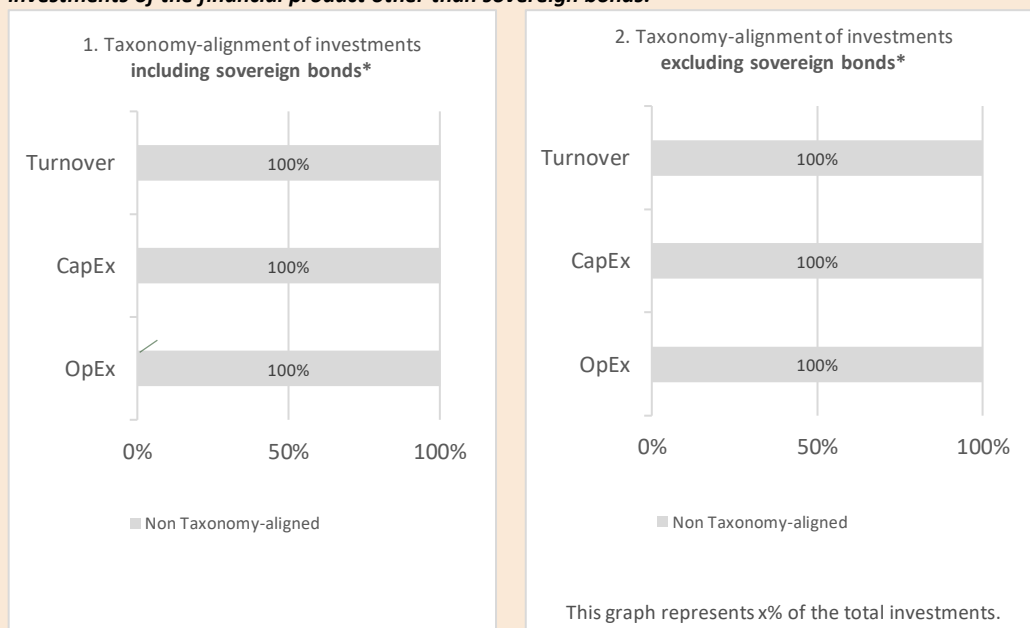 investments of the financial product other than sovereign bonds.
1. Taxonomy-alignment of investments
including sovereign bonds*
Turnover
100%
CapEx
100%
OpEx
100%
0% 50% 100%
Non Taxonomy-aligned
2. Taxonomy-alignment of investments
excluding sovereign bonds*
Turnover
100%
CapEx
100%
OpEx
100%
0% 50% 100%
Non Taxonomy-aligned
This graph represents x% of the total investments.